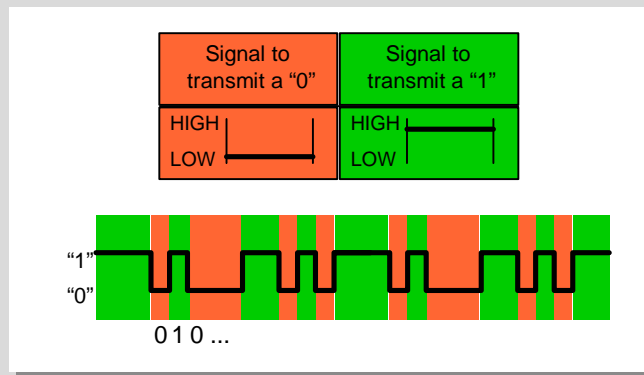 Signal to
transmit a “0”
Signal to
transmit a “1”
HIGH
LOW
HIGH
LOW
“1”
“0”
0 1 0 ...